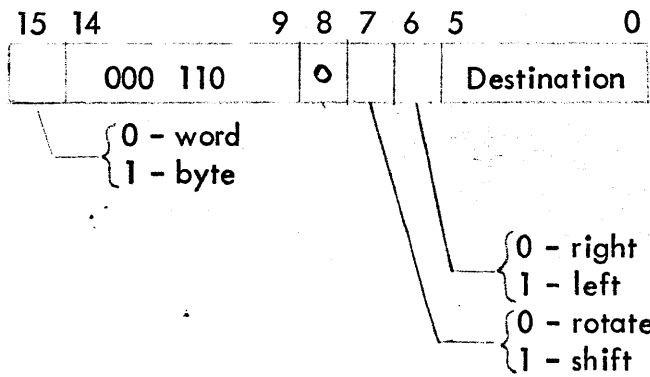 15 14 9 8 7 6 5 0
000 110 0 Destination
0 - word
1 - byte
0 - right
1 - left
0 - rotate
1 - shift